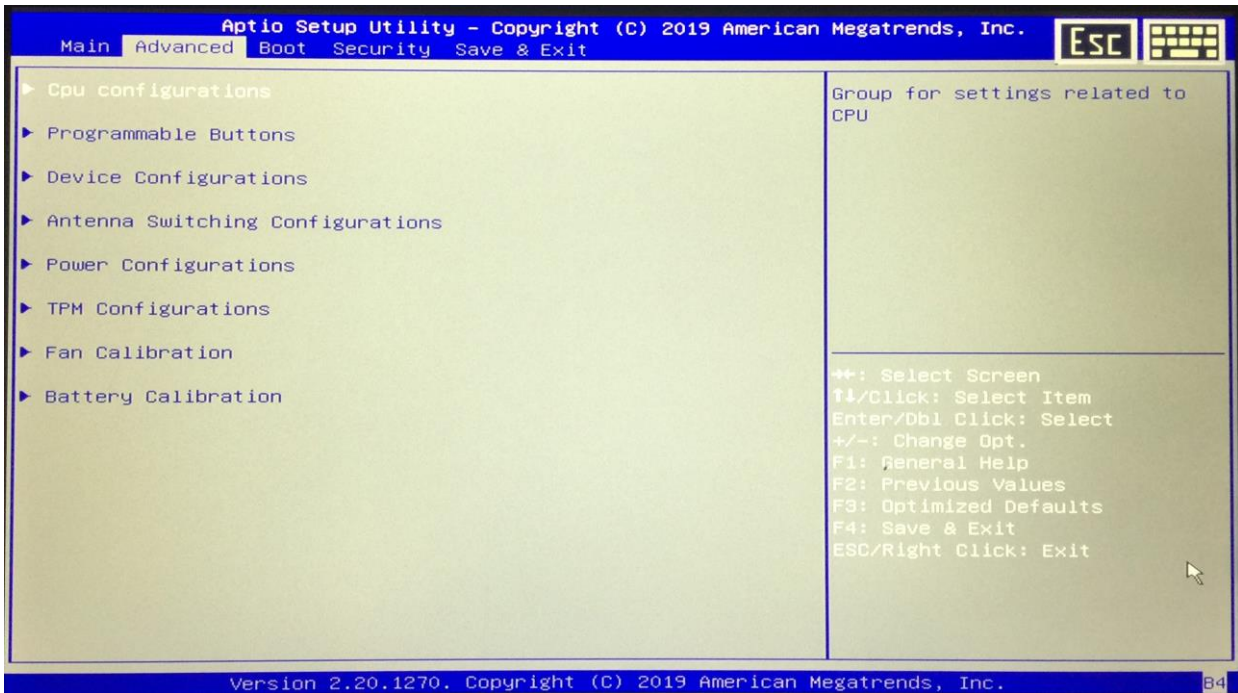 Aptio Setup Utility – Copyright (C) 2019 American Megatrends, Inc.
Main Advanced Boot Security Save & Exit
Esc
Cpu configurations
Programmable Buttons
Device Configurations
Antenna Switching Configurations
Power Configurations
TPM Configurations
Fan Calibration
Battery Calibration
Group for settings related to
CPU
→←: Select Screen
↑↓/Click: Select Item
Enter/Dbl Click: Select
+/-: Change Opt.
F1: General Help
F2: Previous Values
F3: Optimized Defaults
F4: Save & Exit
ESC/Right Click: Exit
Version 2.20.1270. Copyright (C) 2019 American Megatrends, Inc.
B4